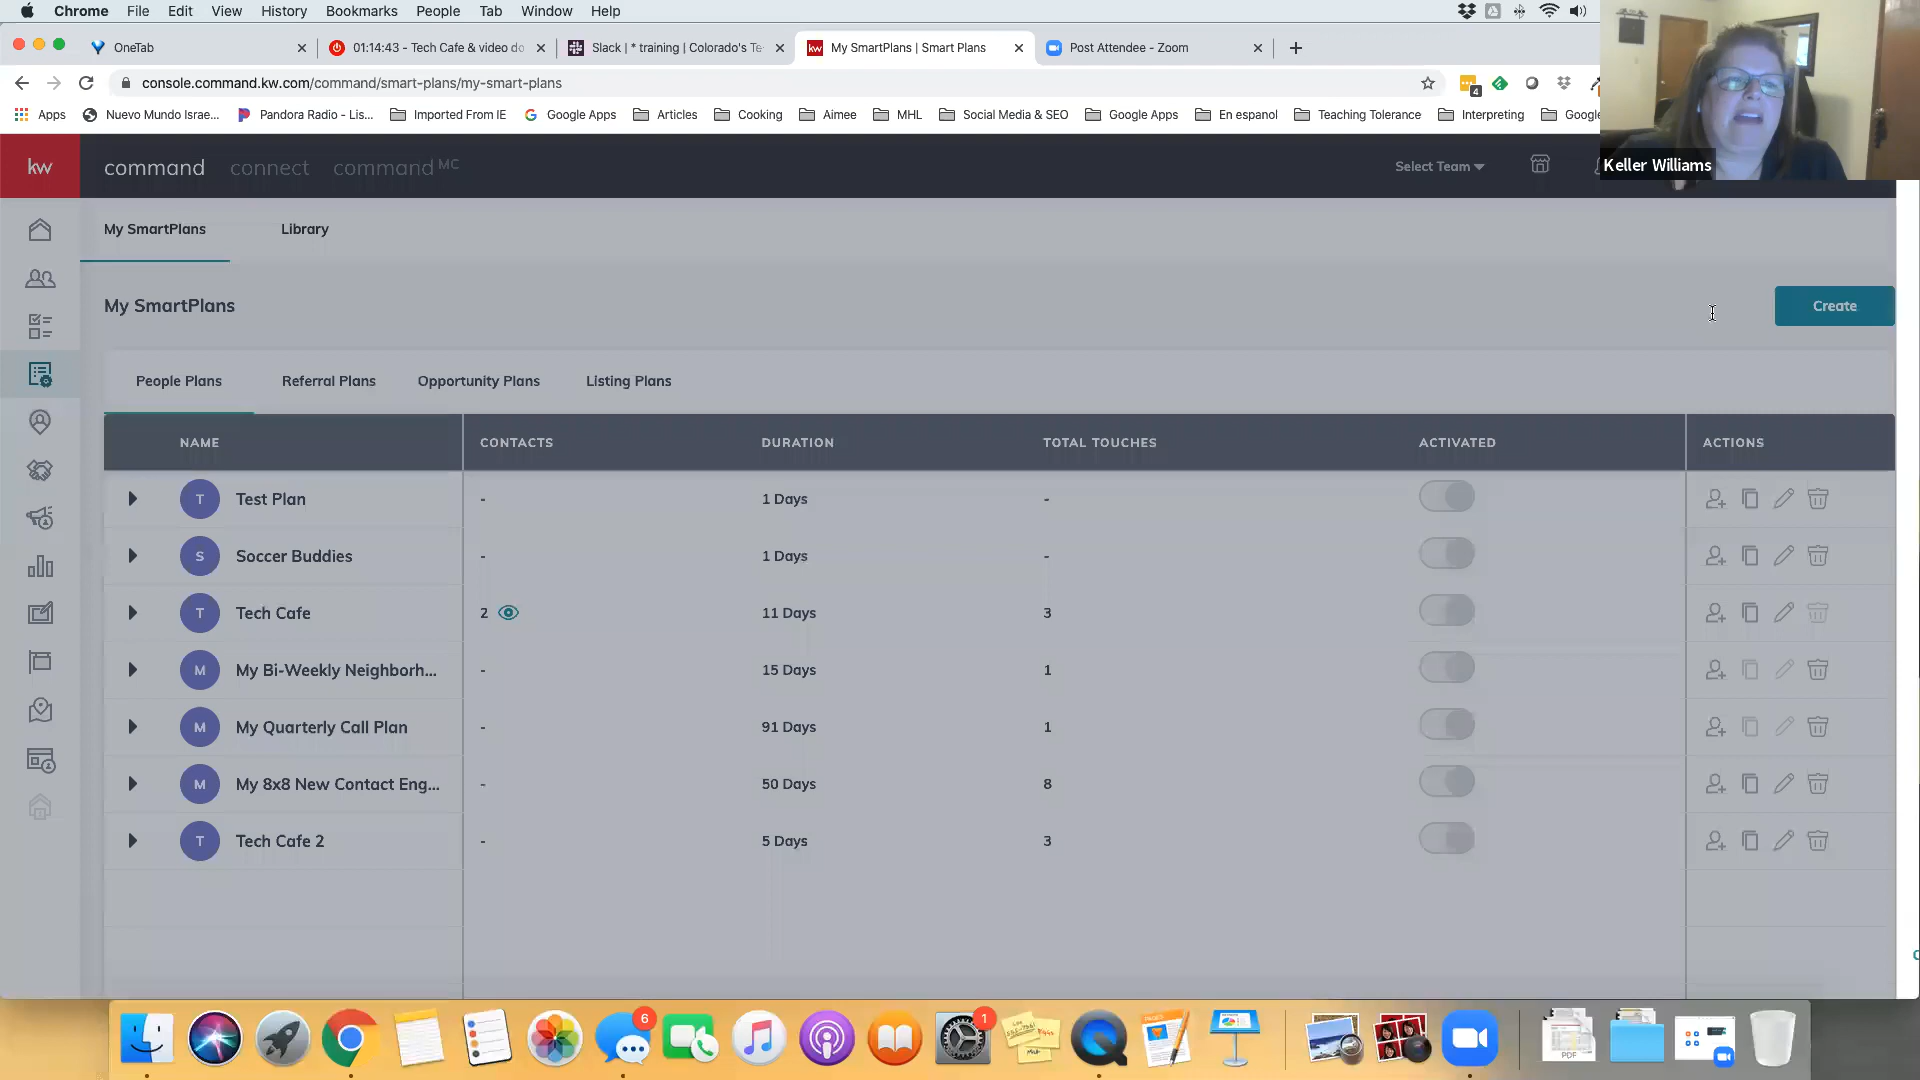 Chrome File Edit View History Bookmarks People Tab Window Help
OneTab
01:14:43 - Tech Cafe & video do
Slack | * training | Colorado's Te
My SmartPlans | Smart Plans
Post Attendee - Zoom
console.command.kw.com/command/smart-plans/my-smart-plans
4
Apps Nuevo Mundo Israe... Pandora Radio - Lis... Imported From IE Google Apps Articles Cooking Aimee MHL Social Media & SEO Google Apps En espanol Teaching Tolerance Interpreting Google
Keller Williams
kw command connect command MC Select Team
My SmartPlans Library
My SmartPlans
Create
People Plans Referral Plans Opportunity Plans Listing Plans
NAME CONTACTS DURATION TOTAL TOUCHES ACTIVATED ACTIONS
T Test Plan - 1 Days -
S Soccer Buddies - 1 Days -
T Tech Cafe 2 11 Days 3
M My Bi-Weekly Neighborh... - 15 Days 1
M My Quarterly Call Plan - 91 Days 1
M My 8x8 New Contact Eng... - 50 Days 8
T Tech Cafe 2 - 5 Days 3
6
1
PAGES
PDF